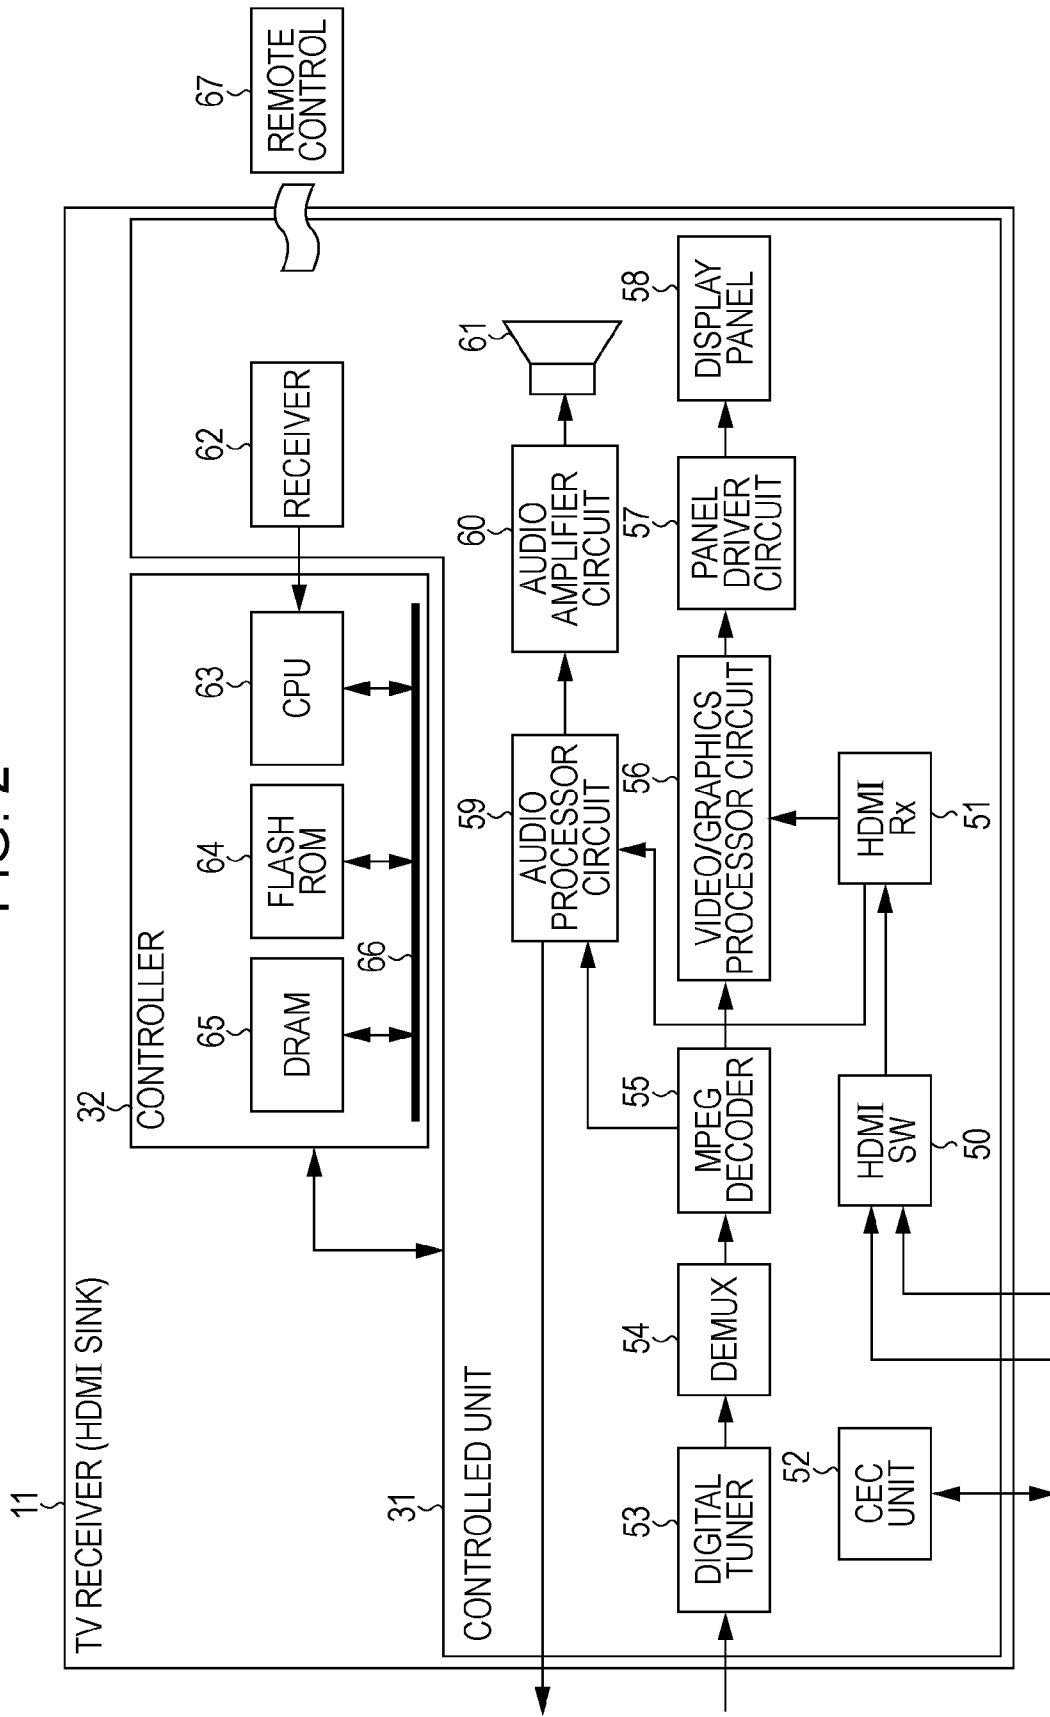 FIG. 2
11
TV RECEIVER (HDMI SINK)
32
CONTROLLER
65
DRAM
64
FLASH
ROM
63
CPU
66
62
RECEIVER
67
REMOTE
CONTROL
31
CONTROLLED UNIT
59
AUDIO
PROCESSOR
CIRCUIT
60
AUDIO
AMPLIFIER
CIRCUIT
61
53
DIGITAL
TUNER
54
DEMUX
55
MPEG
DECODER
56
VIDEO/GRAPHICS
PROCESSOR CIRCUIT
57
PANEL
DRIVER
CIRCUIT
58
DISPLAY
PANEL
52
CEC
UNIT
HDMI
SW
50
HDMI
Rx
51